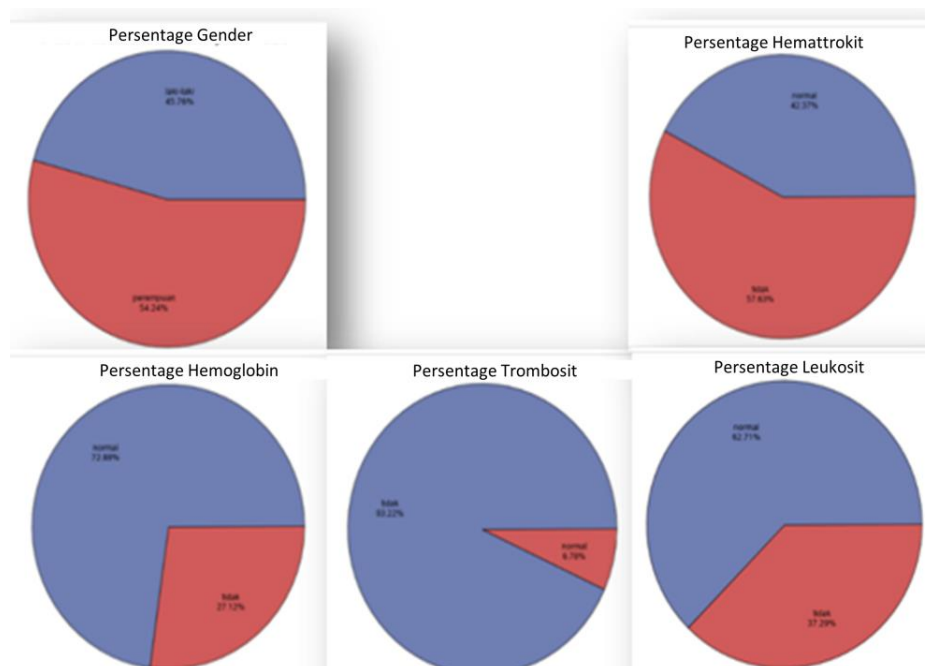 Persentage Gender
laki-laki
45.76%
perempuan
54.24%
Persentage Hemattrokit
normal
42.37%
tidak
57.63%
Persentage Hemoglobin
normal
72.88%
tidak
27.12%
Persentage Trombosit
tidak
93.22%
normal
6.78%
Persentage Leukosit
normal
62.71%
tidak
37.29%